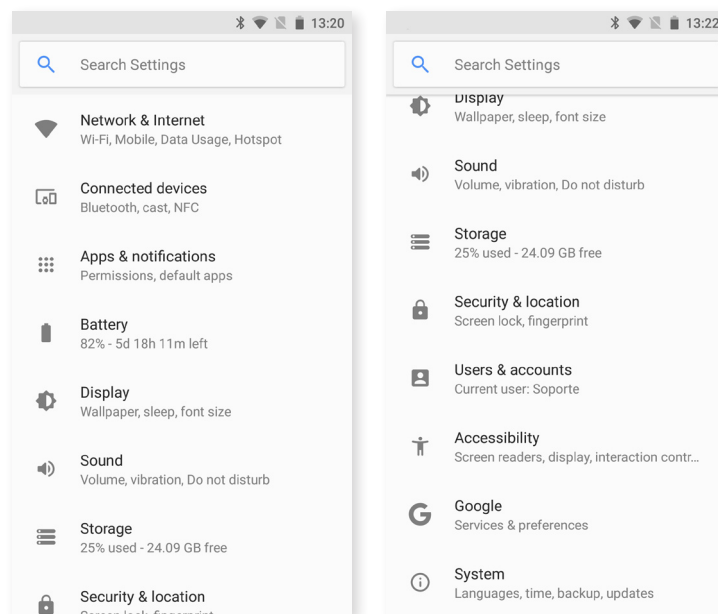 13:20
Search Settings
Network & Internet
Wi-Fi, Mobile, Data Usage, Hotspot
Connected devices
Bluetooth, cast, NFC
Apps & notifications
Permissions, default apps
Battery
82% - 5d 18h 11m left
Display
Wallpaper, sleep, font size
Sound
Volume, vibration, Do not disturb
Storage
25% used - 24.09 GB free
Security & location
Screen lock, fingerprint
13:22
Search Settings
Display
Wallpaper, sleep, font size
Sound
Volume, vibration, Do not disturb
Storage
25% used - 24.09 GB free
Security & location
Screen lock, fingerprint
Users & accounts
Current user: Soporte
Accessibility
Screen readers, display, interaction contr...
Google
Services & preferences
System
Languages, time, backup, updates